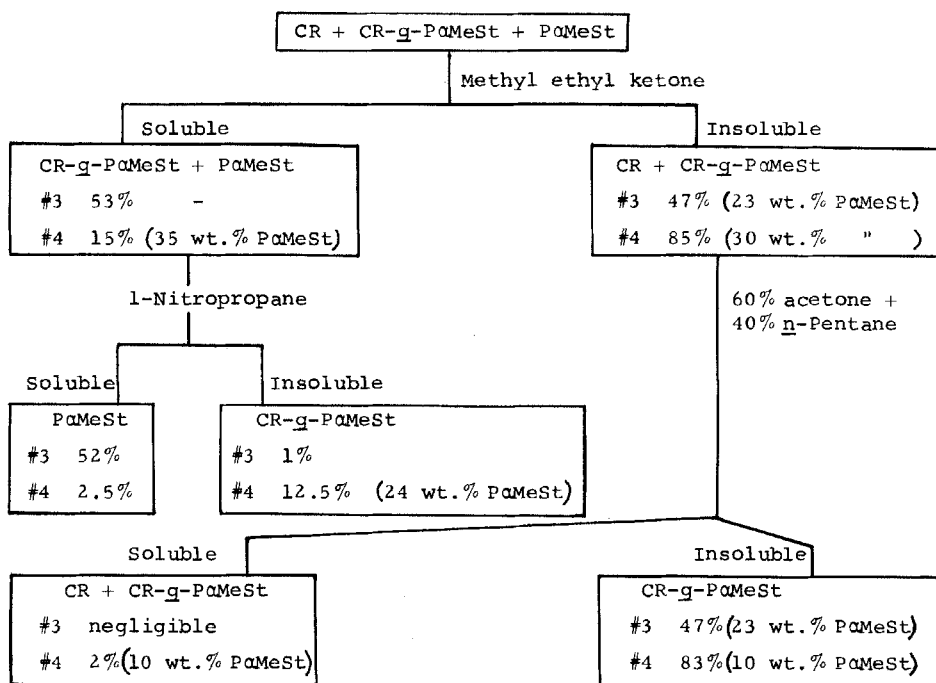 CR + CR-g-PαMeSt + PαMeSt
Methyl ethyl ketone
Soluble
CR-g-PαMeSt + PαMeSt
#3 53% -
#4 15% (35 wt.% PαMeSt)
Insoluble
CR + CR-g-PαMeSt
#3 47% (23 wt.% PαMeSt)
#4 85% (30 wt.% " )
1-Nitropropane
60% acetone +
40% n-Pentane
Soluble
PαMeSt
#3 52%
#4 2.5%
Insoluble
CR-g-PαMeSt
#3 1%
#4 12.5% (24 wt.% PαMeSt)
Soluble
CR + CR-g-PαMeSt
#3 negligible
#4 2%(10 wt.% PαMeSt)
Insoluble
CR-g-PαMeSt
#3 47%(23 wt.% PαMeSt)
#4 83%(10 wt.% PαMeSt)